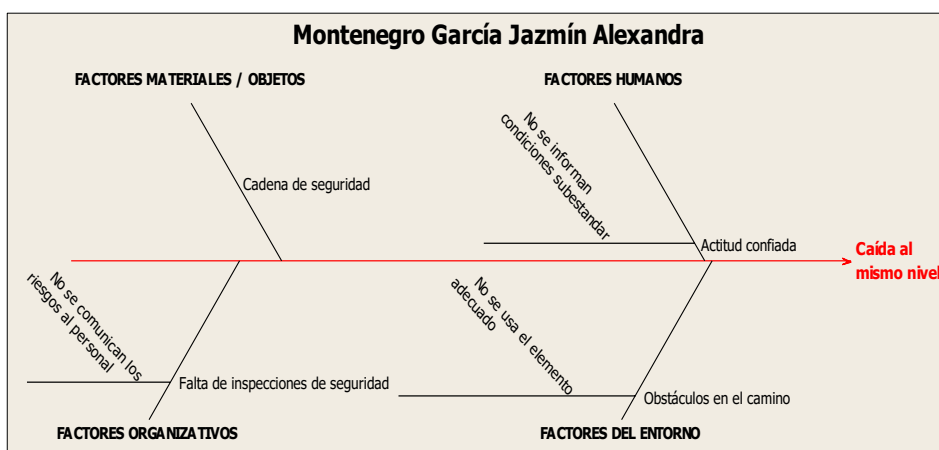 Montenegro García Jazmín Alexandra
FACTORES MATERIALES / OBJETOS
FACTORES HUMANOS
No se informan
condiciones subestandar
Cadena de seguridad
Actitud confiada
Caída al
mismo nivel
No se comunican los
riesgos al personal
No se usa el elemento
adecuado
Falta de inspecciones de seguridad
Obstáculos en el camino
FACTORES ORGANIZATIVOS
FACTORES DEL ENTORNO